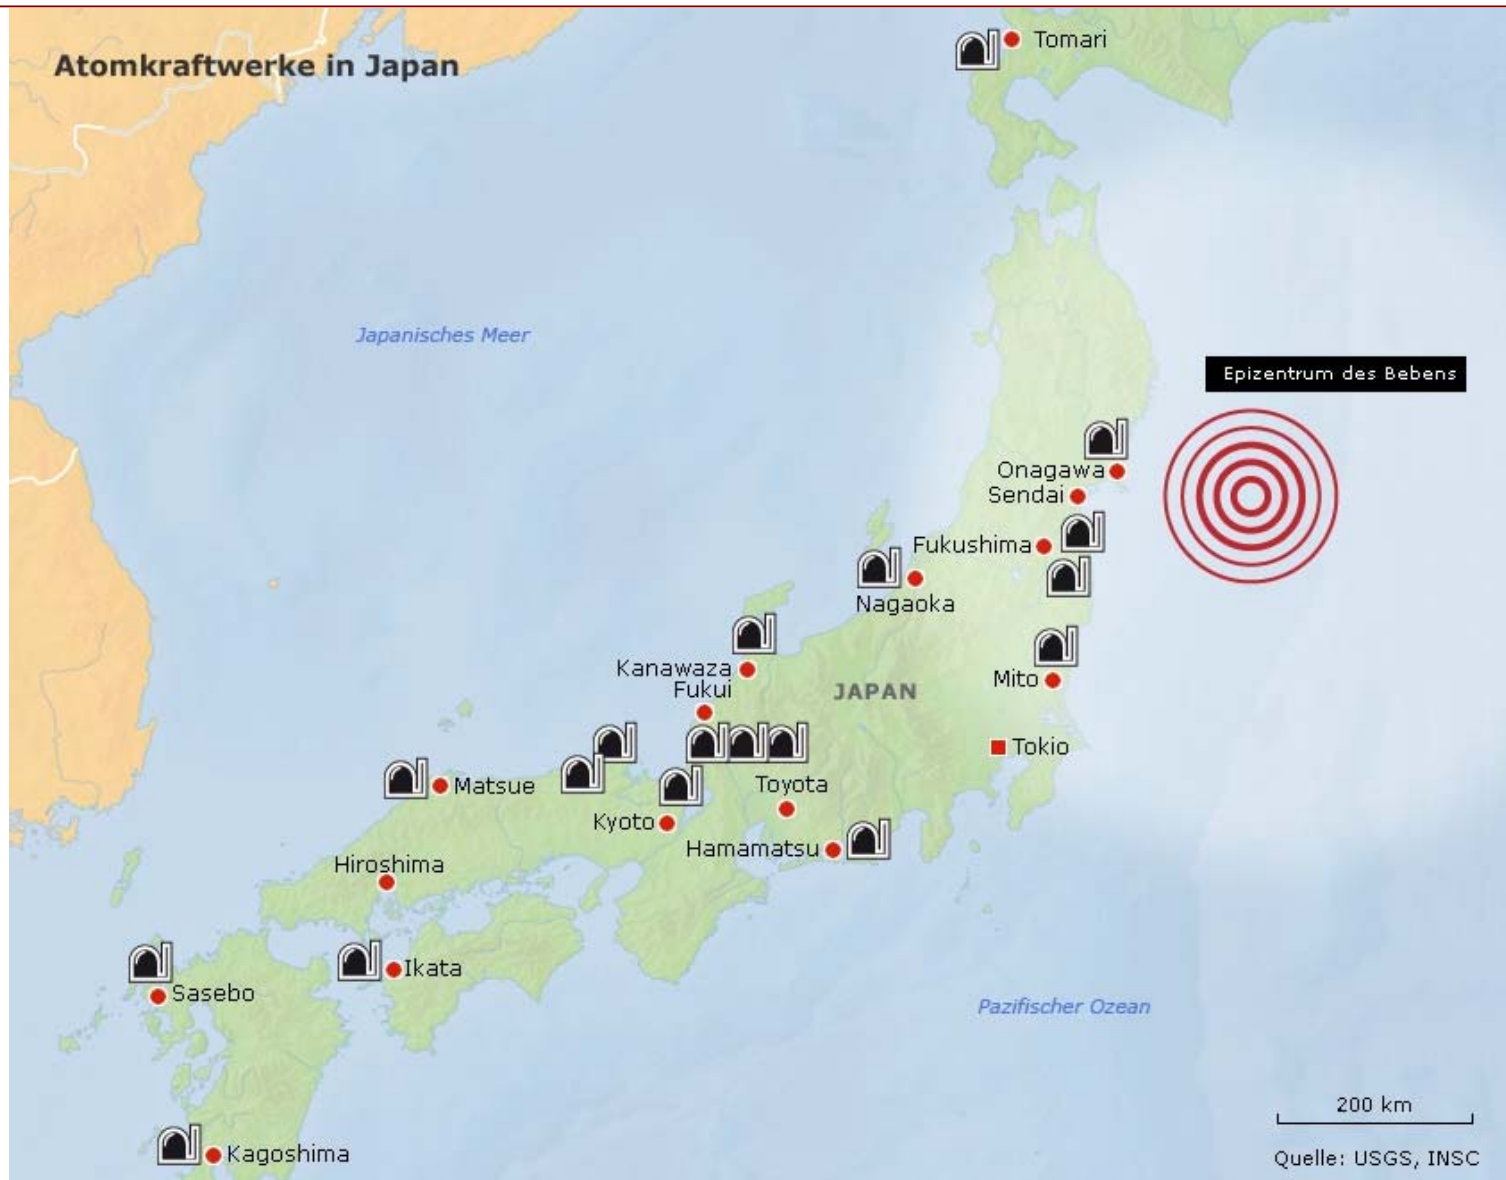 Tomari
Atomkraftwerke in Japan
Japanisches Meer
Epizentrum des Bebens
Onagawa
Sendai
Fukushima
Nagaoka
Kanawaza
Fukui
JAPAN
Mito
Tokio
Matsue
Toyota
Kyoto
Hamamatsu
Hiroshima
Ikata
Sasebo
Pazifischer Ozean
200 km
Kagoshima
Quelle: USGS, INSC